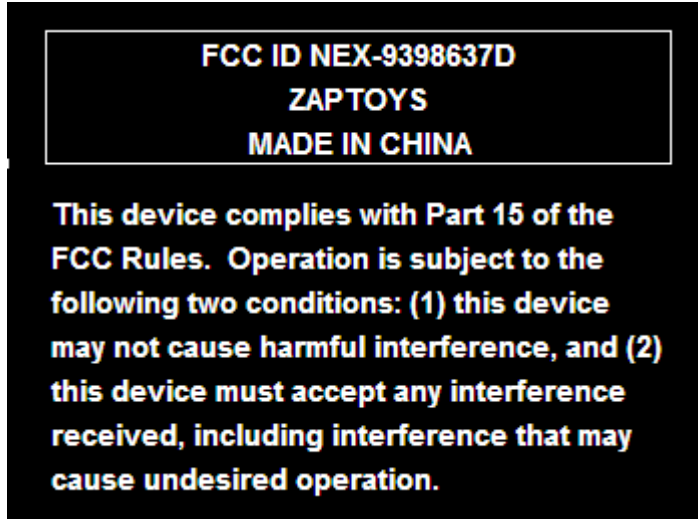 FCC ID NEX-9398637D
ZAPTOYS
MADE IN CHINA
This device complies with Part 15 of the
FCC Rules.  Operation is subject to the
following two conditions: (1) this device
may not cause harmful interference, and (2)
this device must accept any interference
received, including interference that may
cause undesired operation.